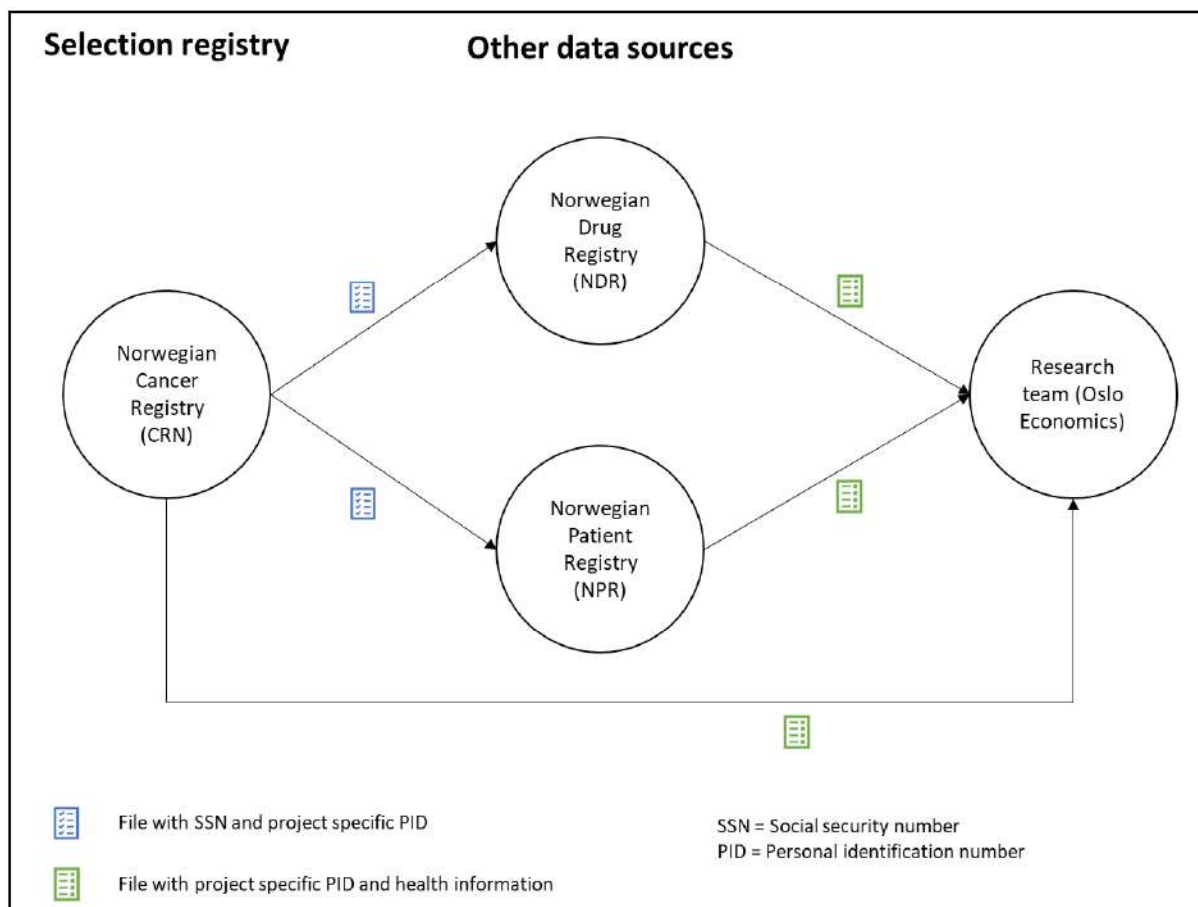 Selection registry
Other data sources
Norwegian
Drug
Registry
(NDR)
Norwegian
Cancer
Registry
(CRN)
Research
team (Oslo
Economics)
Norwegian
Patient
Registry
(NPR)
File with SSN and project specific PID
SSN = Social security number
PID = Personal identification number
File with project specific PID and health information